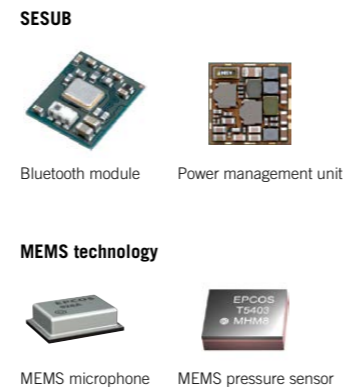 SESUB
Bluetooth module
Power management unit
MEMS technology
EPCOS
EPCOS
T5403
MHM8
MEMS microphone
MEMS pressure sensor